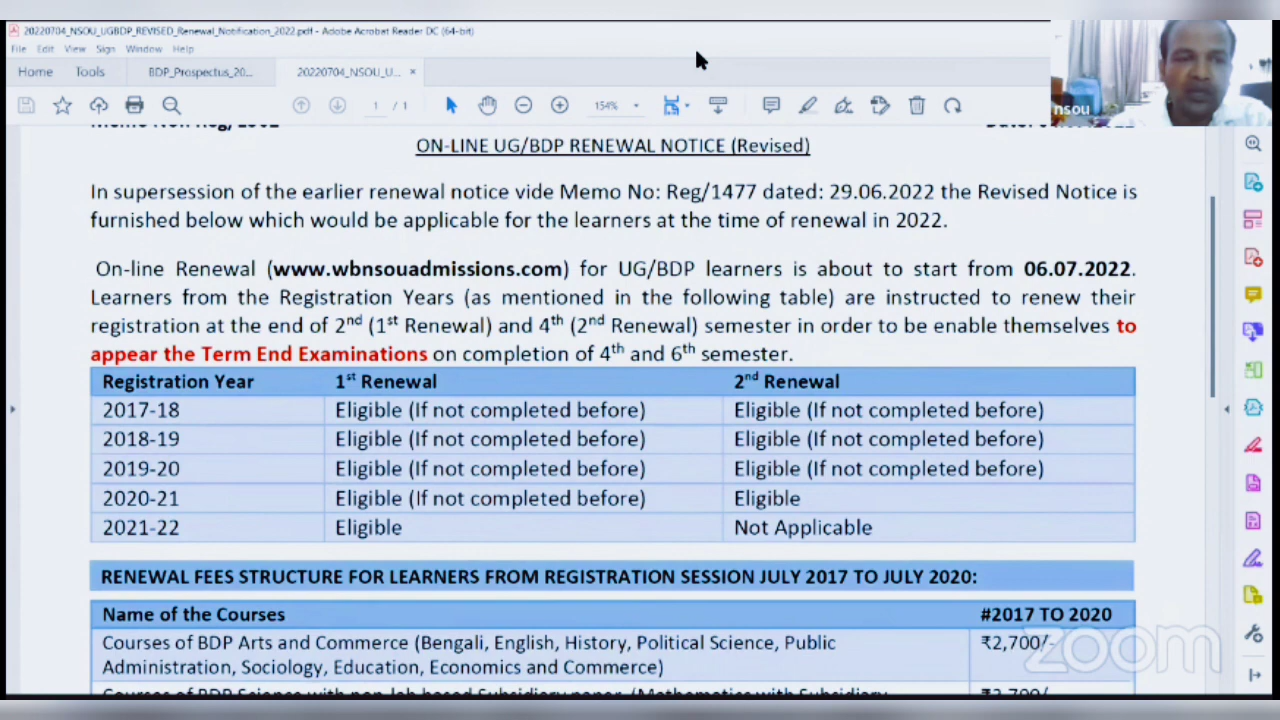 20220704_NSOU_UGBDP_REVISED_Renewal_Notification_2022.pdf - Adobe Acrobat Reader DC (64-bit)
File Edit View Sign Window Help
Home Tools BDP_Prospectus_20... 20220704_NSOU_U... ×
1 / 1 154%
nsou
ON-LINE UG/BDP RENEWAL NOTICE (Revised)
In supersession of the earlier renewal notice vide Memo No: Reg/1477 dated: 29.06.2022 the Revised Notice is
furnished below which would be applicable for the learners at the time of renewal in 2022.
On-line Renewal (www.wbnsouadmissions.com) for UG/BDP learners is about to start from 06.07.2022.
Learners from the Registration Years (as mentioned in the following table) are instructed to renew their
registration at the end of 2nd (1st Renewal) and 4th (2nd Renewal) semester in order to be enable themselves to
appear the Term End Examinations on completion of 4th and 6th semester.
Registration Year 1st Renewal 2nd Renewal
2017-18 Eligible (If not completed before) Eligible (If not completed before)
2018-19 Eligible (If not completed before) Eligible (If not completed before)
2019-20 Eligible (If not completed before) Eligible (If not completed before)
2020-21 Eligible (If not completed before) Eligible
2021-22 Eligible Not Applicable
RENEWAL FEES STRUCTURE FOR LEARNERS FROM REGISTRATION SESSION JULY 2017 TO JULY 2020:
Name of the Courses #2017 TO 2020
Courses of BDP Arts and Commerce (Bengali, English, History, Political Science, Public ₹2,700/-
Administration, Sociology, Education, Economics and Commerce)
zoom